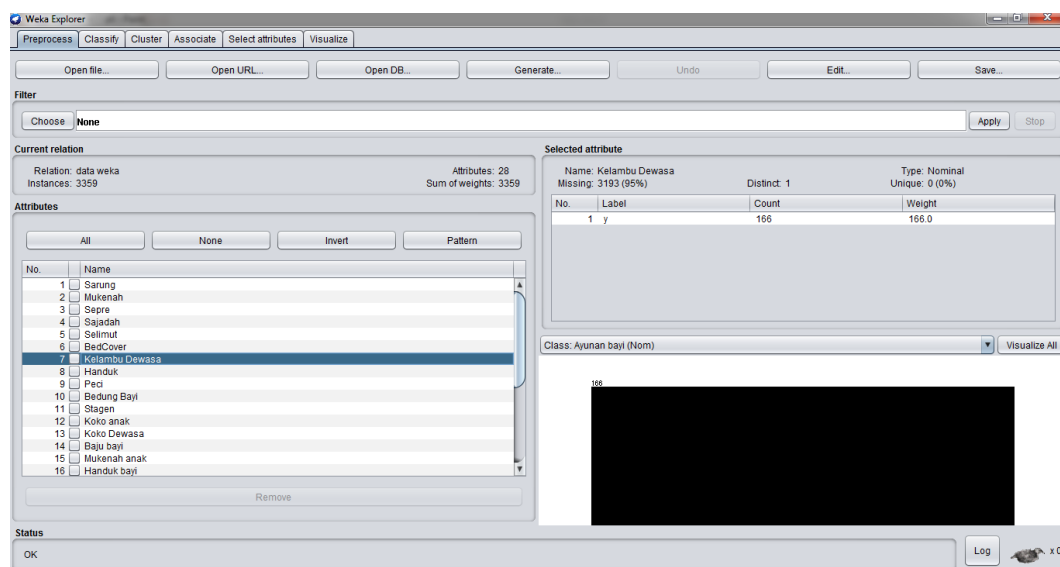 Weka Explorer
Preprocess Classify Cluster Associate Select attributes Visualize
Open file... Open URL... Open DB... Generate... Undo Edit... Save...
Filter
Choose None Apply Stop
Current relation
Relation: data weka Attributes: 28
Instances: 3359 Sum of weights: 3359
Attributes
All None Invert Pattern
No. Name
1 Sarung
2 Mukenah
3 Sepre
4 Sajadah
5 Selimut
6 BedCover
7 Kelambu Dewasa
8 Handuk
9 Peci
10 Bedung Bayi
11 Stagen
12 Koko anak
13 Koko Dewasa
14 Baju bayi
15 Mukenah anak
16 Handuk bayi
Remove
Selected attribute
Name: Kelambu Dewasa Type: Nominal
Missing: 3193 (95%) Distinct: 1 Unique: 0 (0%)
No. Label Count Weight
1 y 166 166.0
Class: Ayunan bayi (Nom) Visualize All
166
Status
OK
Log x 0